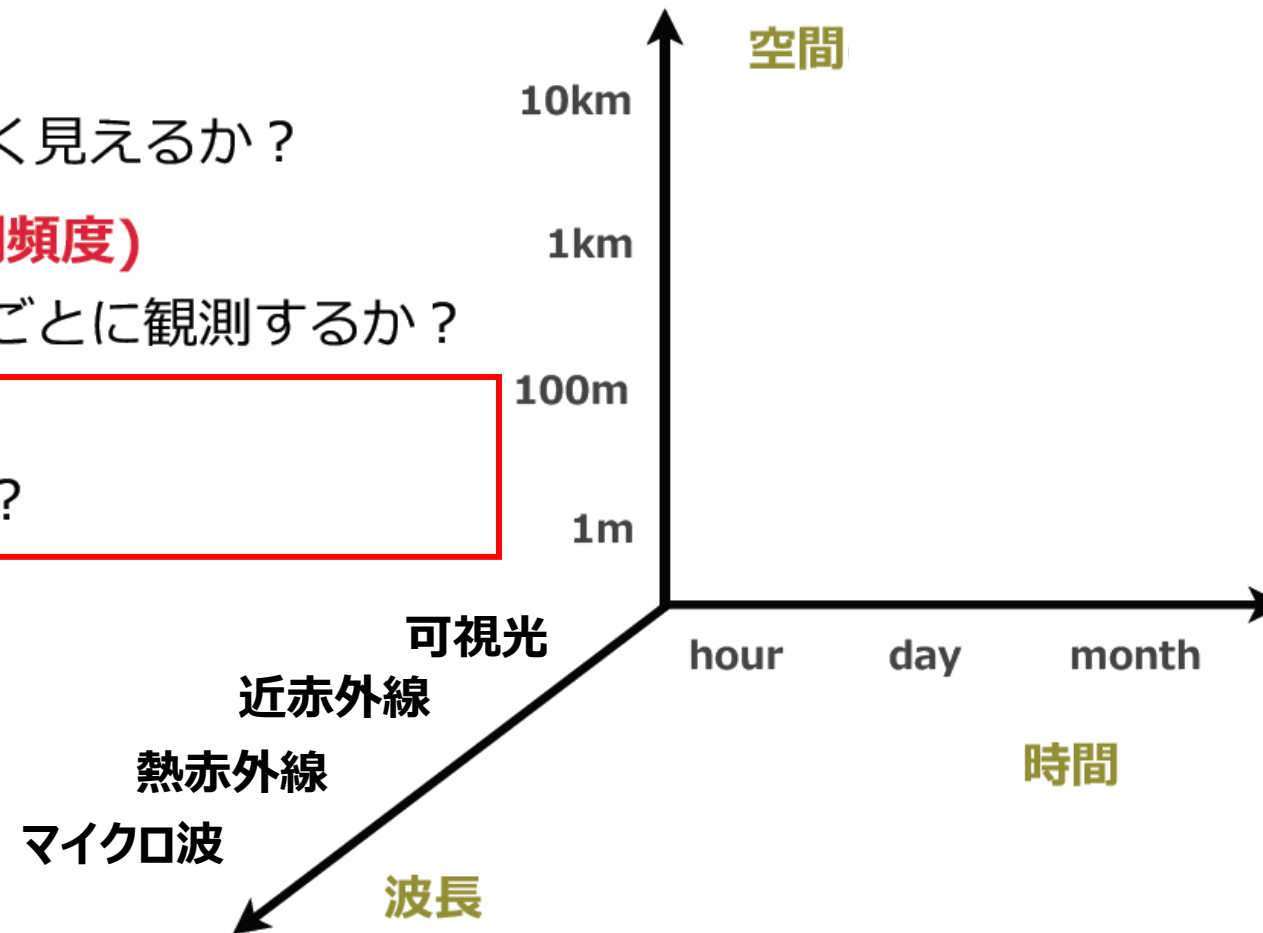 く見えるか？
頻度)
ごとに観測するか？
？
空間
10km
1km
100m
1m
hour day month
時間
可視光
近赤外線
熱赤外線
マイクロ波
波長